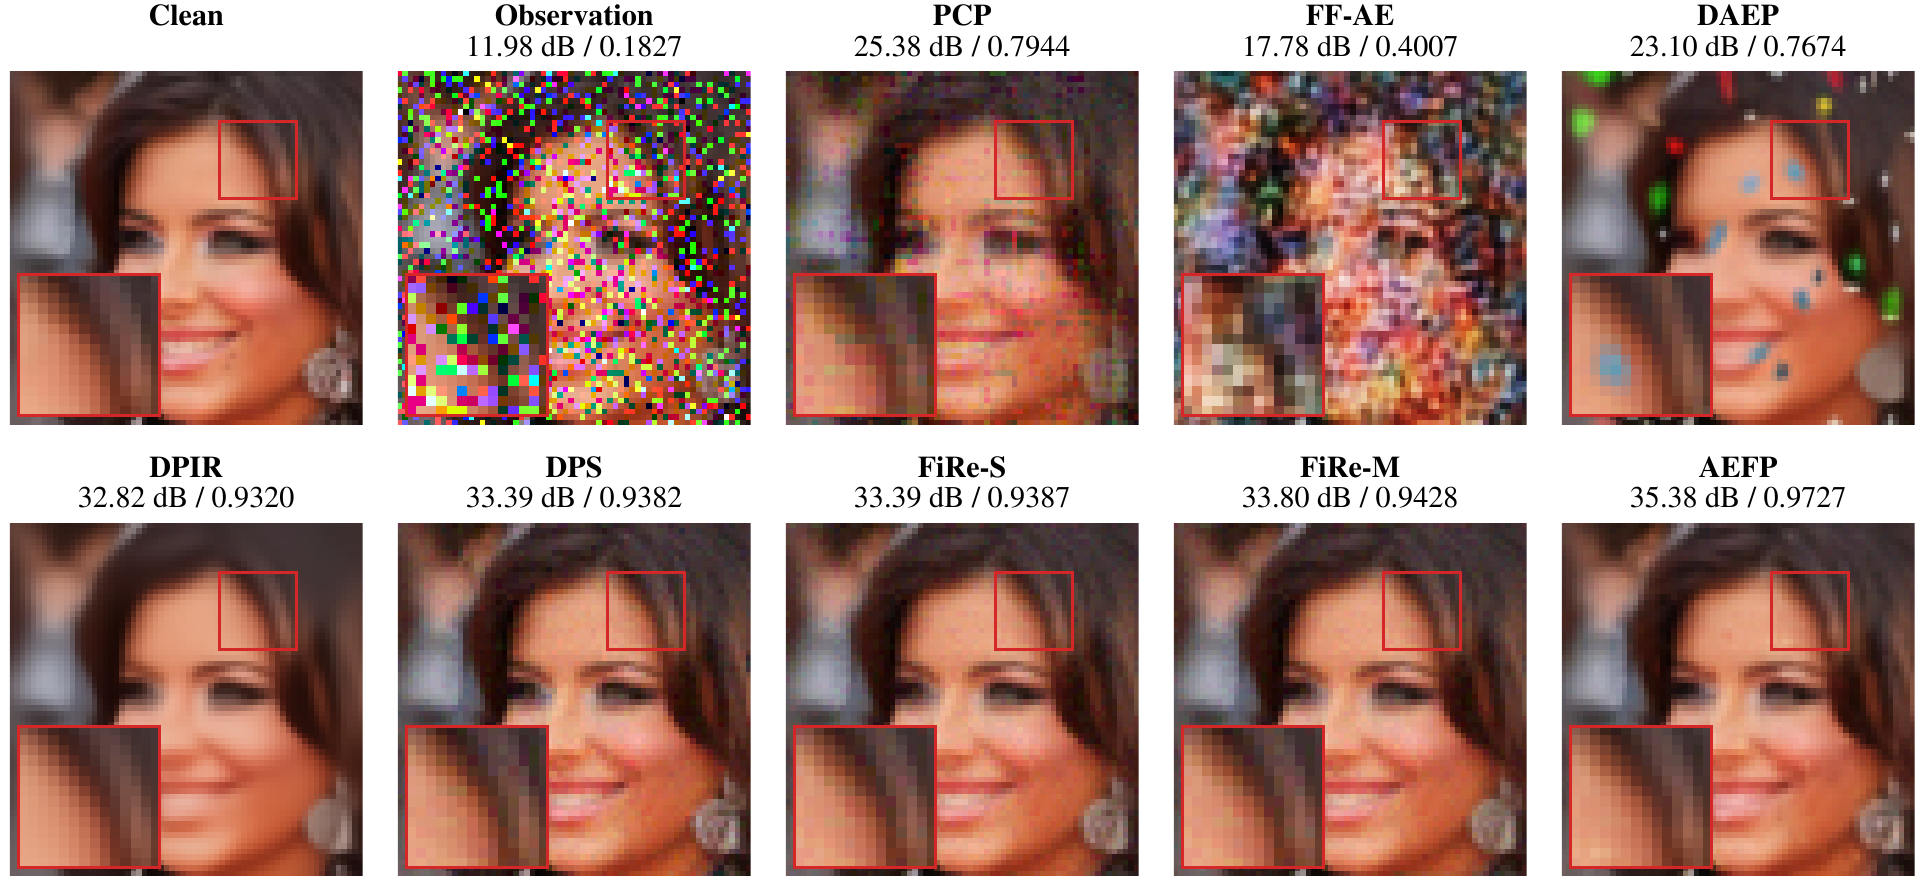 Clean
Observation
11.98 dB / 0.1827
PCP
25.38 dB / 0.7944
FF-AE
17.78 dB / 0.4007
DAEP
23.10 dB / 0.7674
DPIR
32.82 dB / 0.9320
DPS
33.39 dB / 0.9382
FiRe-S
33.39 dB / 0.9387
FiRe-M
33.80 dB / 0.9428
AEFP
35.38 dB / 0.9727